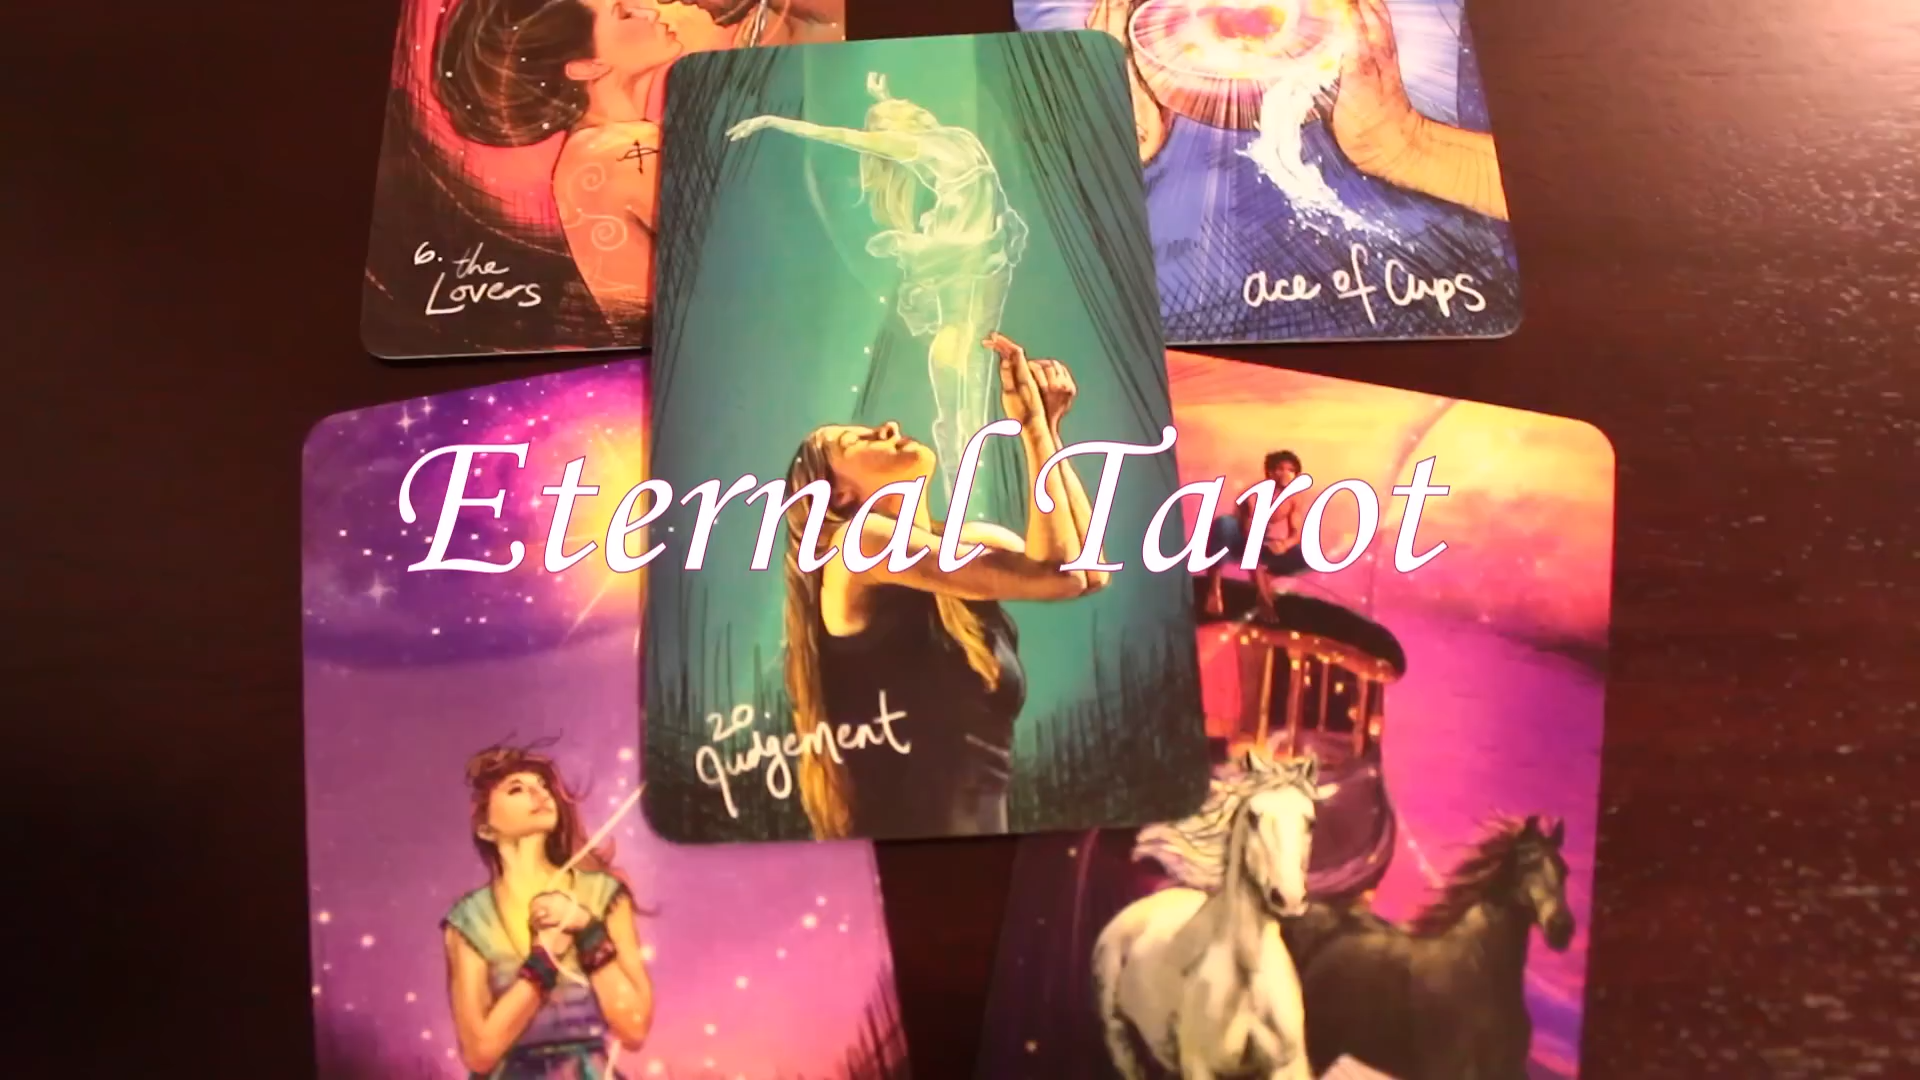 6. the
Lovers
ace of Cups
Eternal Tarot
20.
Judgement